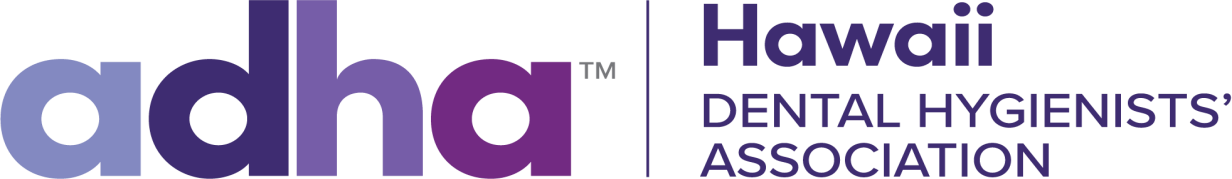 adha™
Hawaii
DENTAL HYGIENISTS’
ASSOCIATION